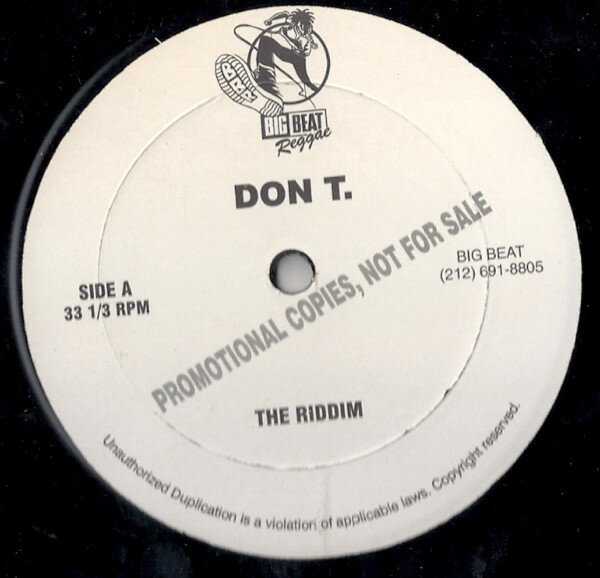 BBR
BIG BEAT
Reggae
DON T.
PROMOTIONAL COPIES, NOT FOR SALE
SIDE A
33 1/3 RPM
BIG BEAT
(212) 691-8805
THE RIDDIM
Unauthorized Duplication is a violation of applicable laws. Copyright reserved.